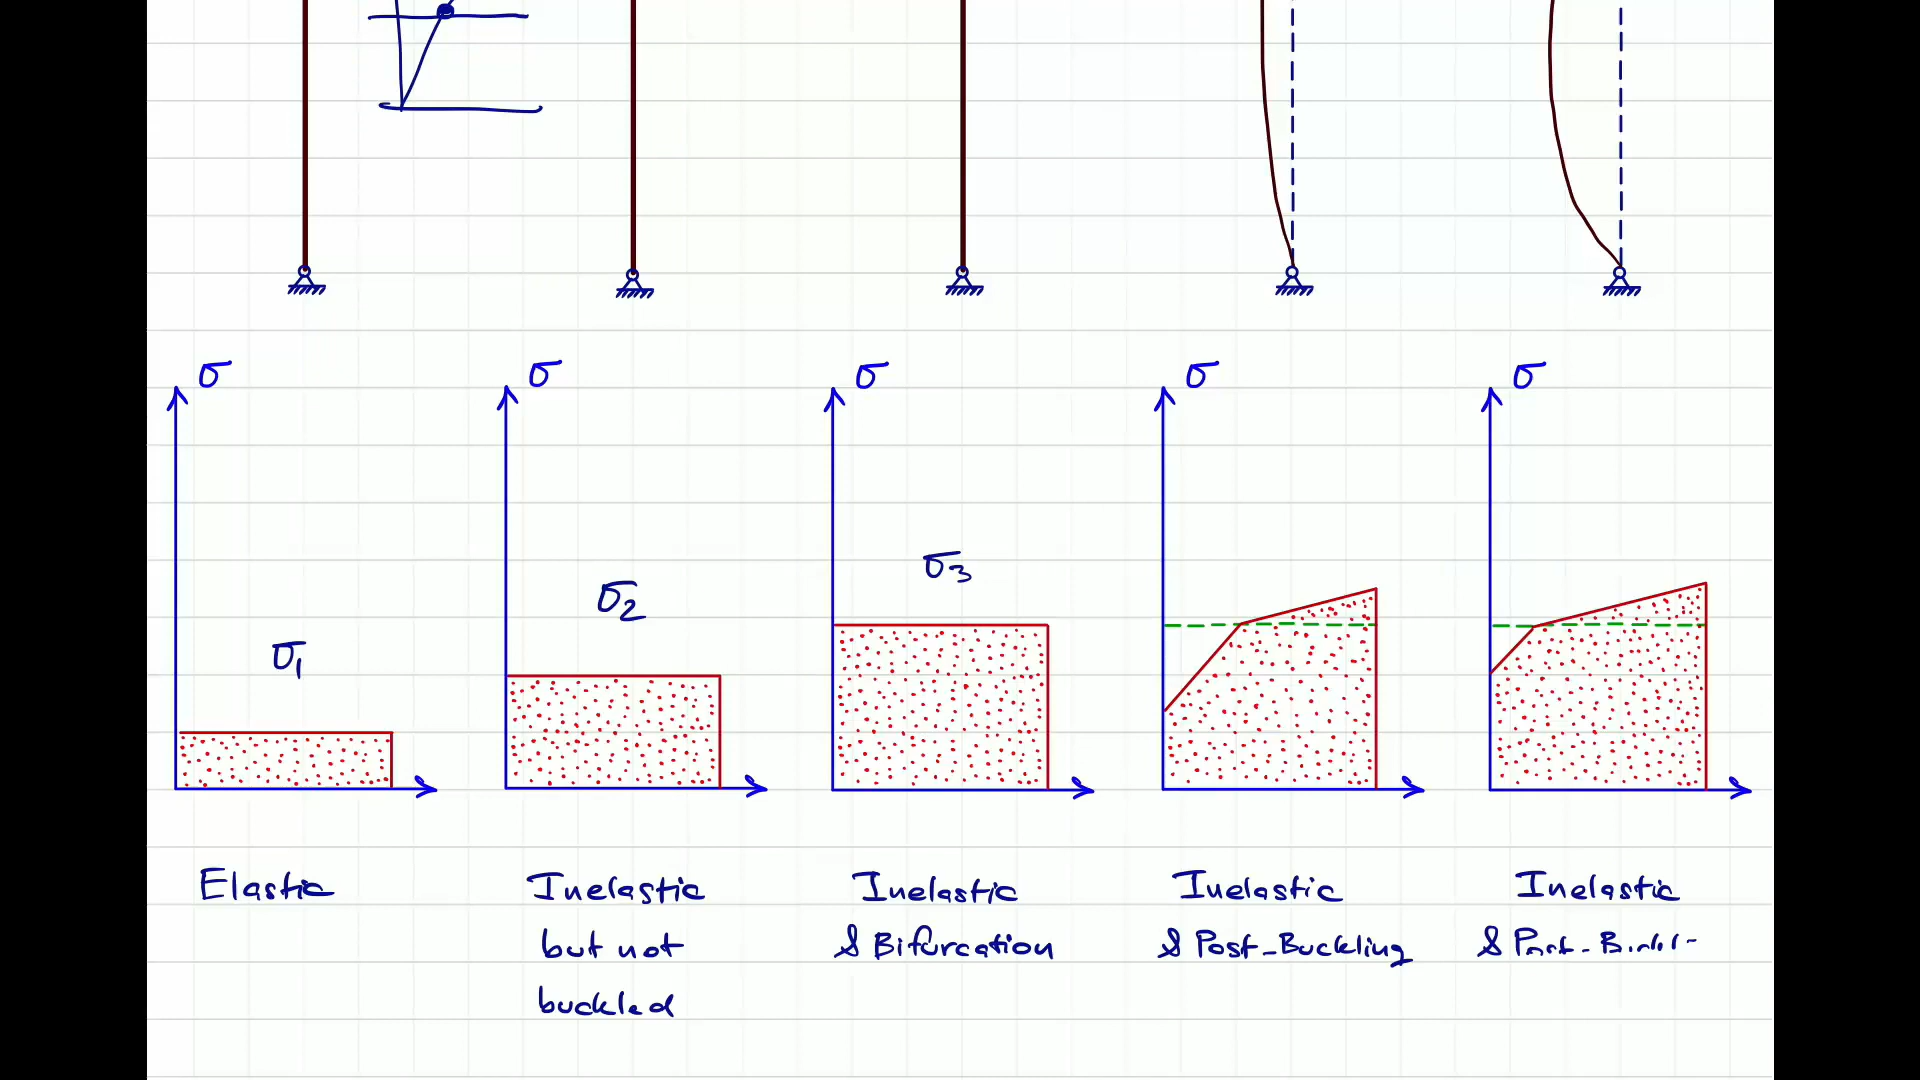 σ σ σ σ σ
σ3
σ2
σ1
Elastic Inelastic Inelastic Inelastic Inelastic
but not & Bifurcation & Post-Buckling &
buckled